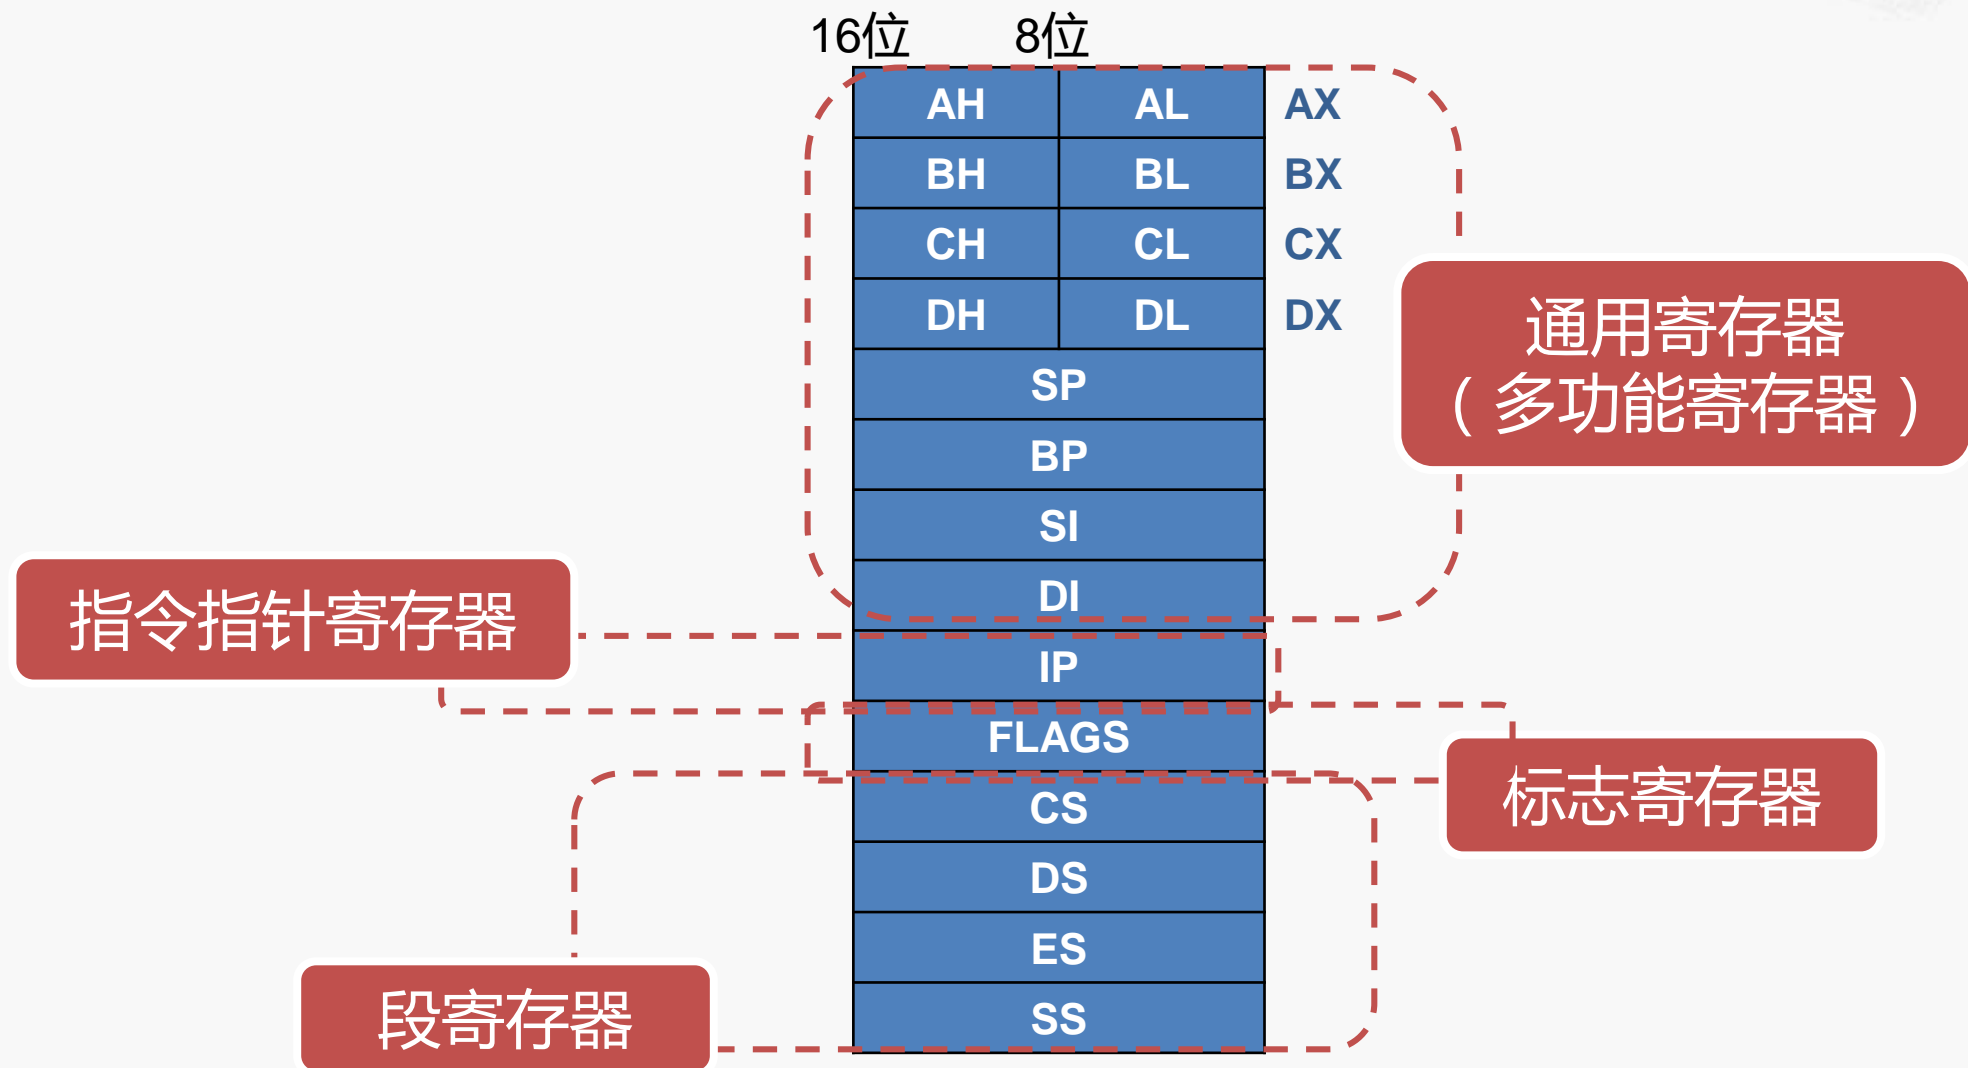 16位 8位
AH AL AX
BH BL BX
CH CL CX
DH DL DX
通用寄存器
（多功能寄存器）
SP
BP
SI
DI
指令指针寄存器
IP
FLAGS
标志寄存器
CS
DS
ES
段寄存器
SS